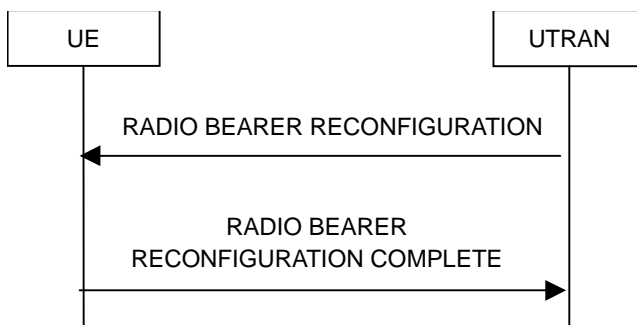 UE
UTRAN
RADIO BEARER RECONFIGURATION
RADIO BEARER
RECONFIGURATION COMPLETE